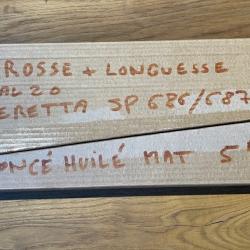 ROSSE + LONGUESSE
AL 20
ERETTA SP 686/687
ONCÉ HUILÉ MAT 5